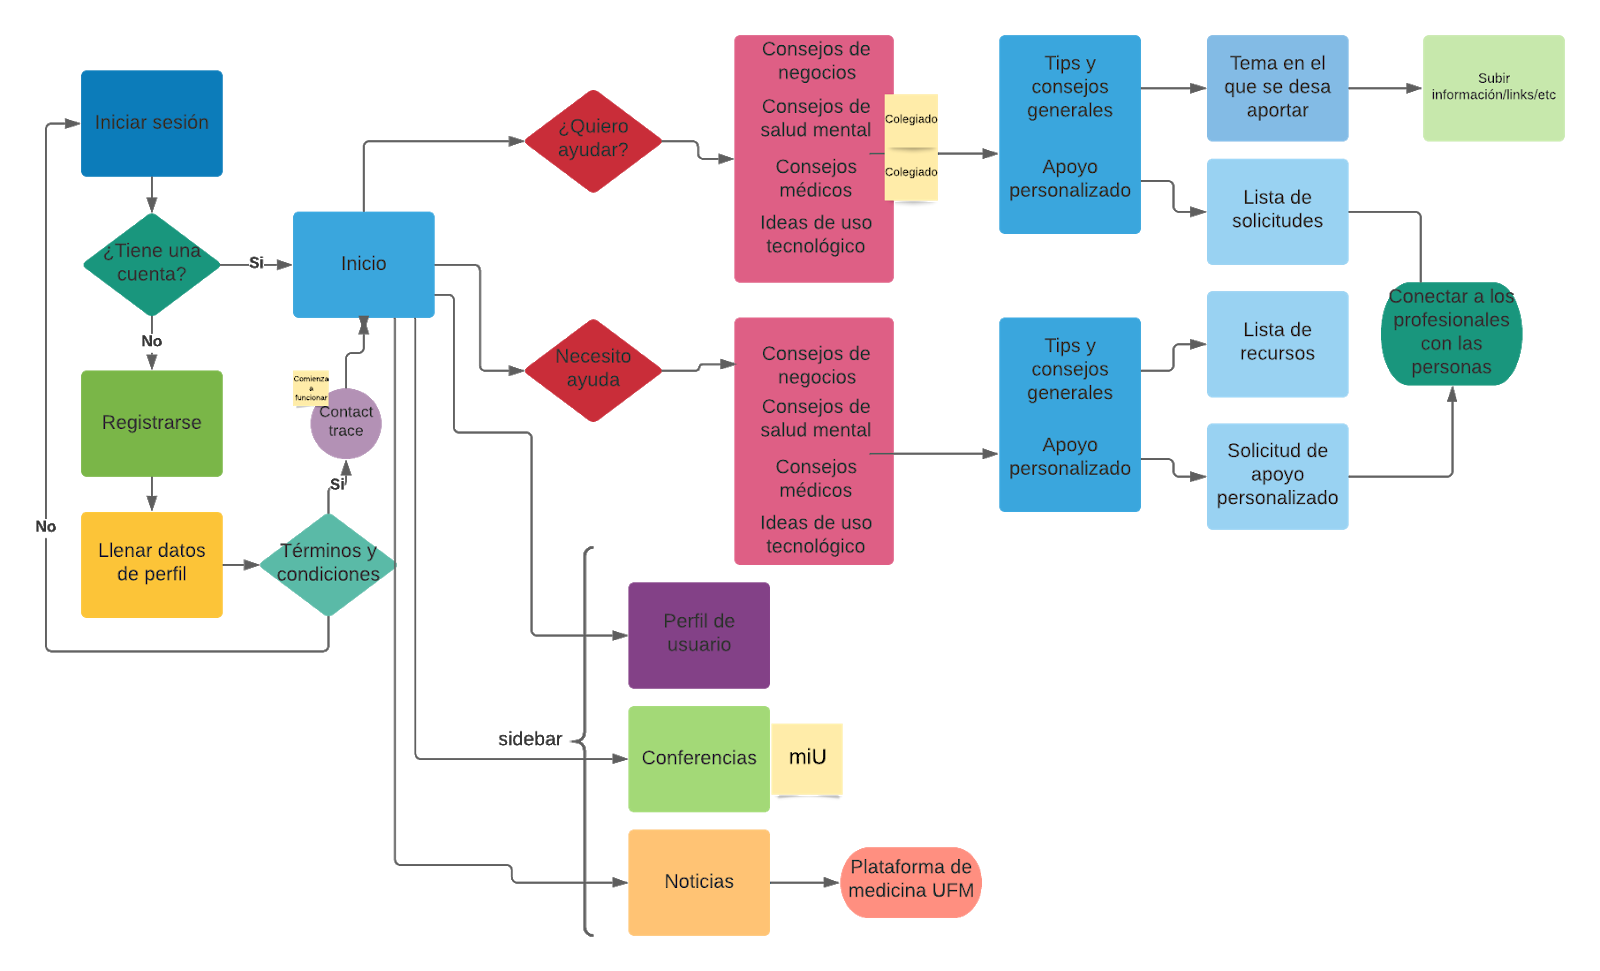 Iniciar sesión
¿Tiene una
cuenta?
Si
No
Registrarse
Llenar datos
de perfil
Términos y
condiciones
No
Si
Comienza
a
funcionar
Contact
trace
Inicio
¿Quiero
ayudar?
Consejos de
negocios
Consejos de
salud mental
Consejos
médicos
Ideas de uso
tecnológico
Colegiado
Colegiado
Tips y
consejos
generales
Apoyo
personalizado
Tema en el
que se desa
aportar
Subir
información/links/etc
Lista de
solicitudes
Conectar a los
profesionales
con las
personas
Necesito
ayuda
Consejos de
negocios
Consejos de
salud mental
Consejos
médicos
Ideas de uso
tecnológico
Tips y
consejos
generales
Apoyo
personalizado
Lista de
recursos
Solicitud de
apoyo
personalizado
sidebar
Perfil de
usuario
Conferencias
miU
Noticias
Plataforma de
medicina UFM